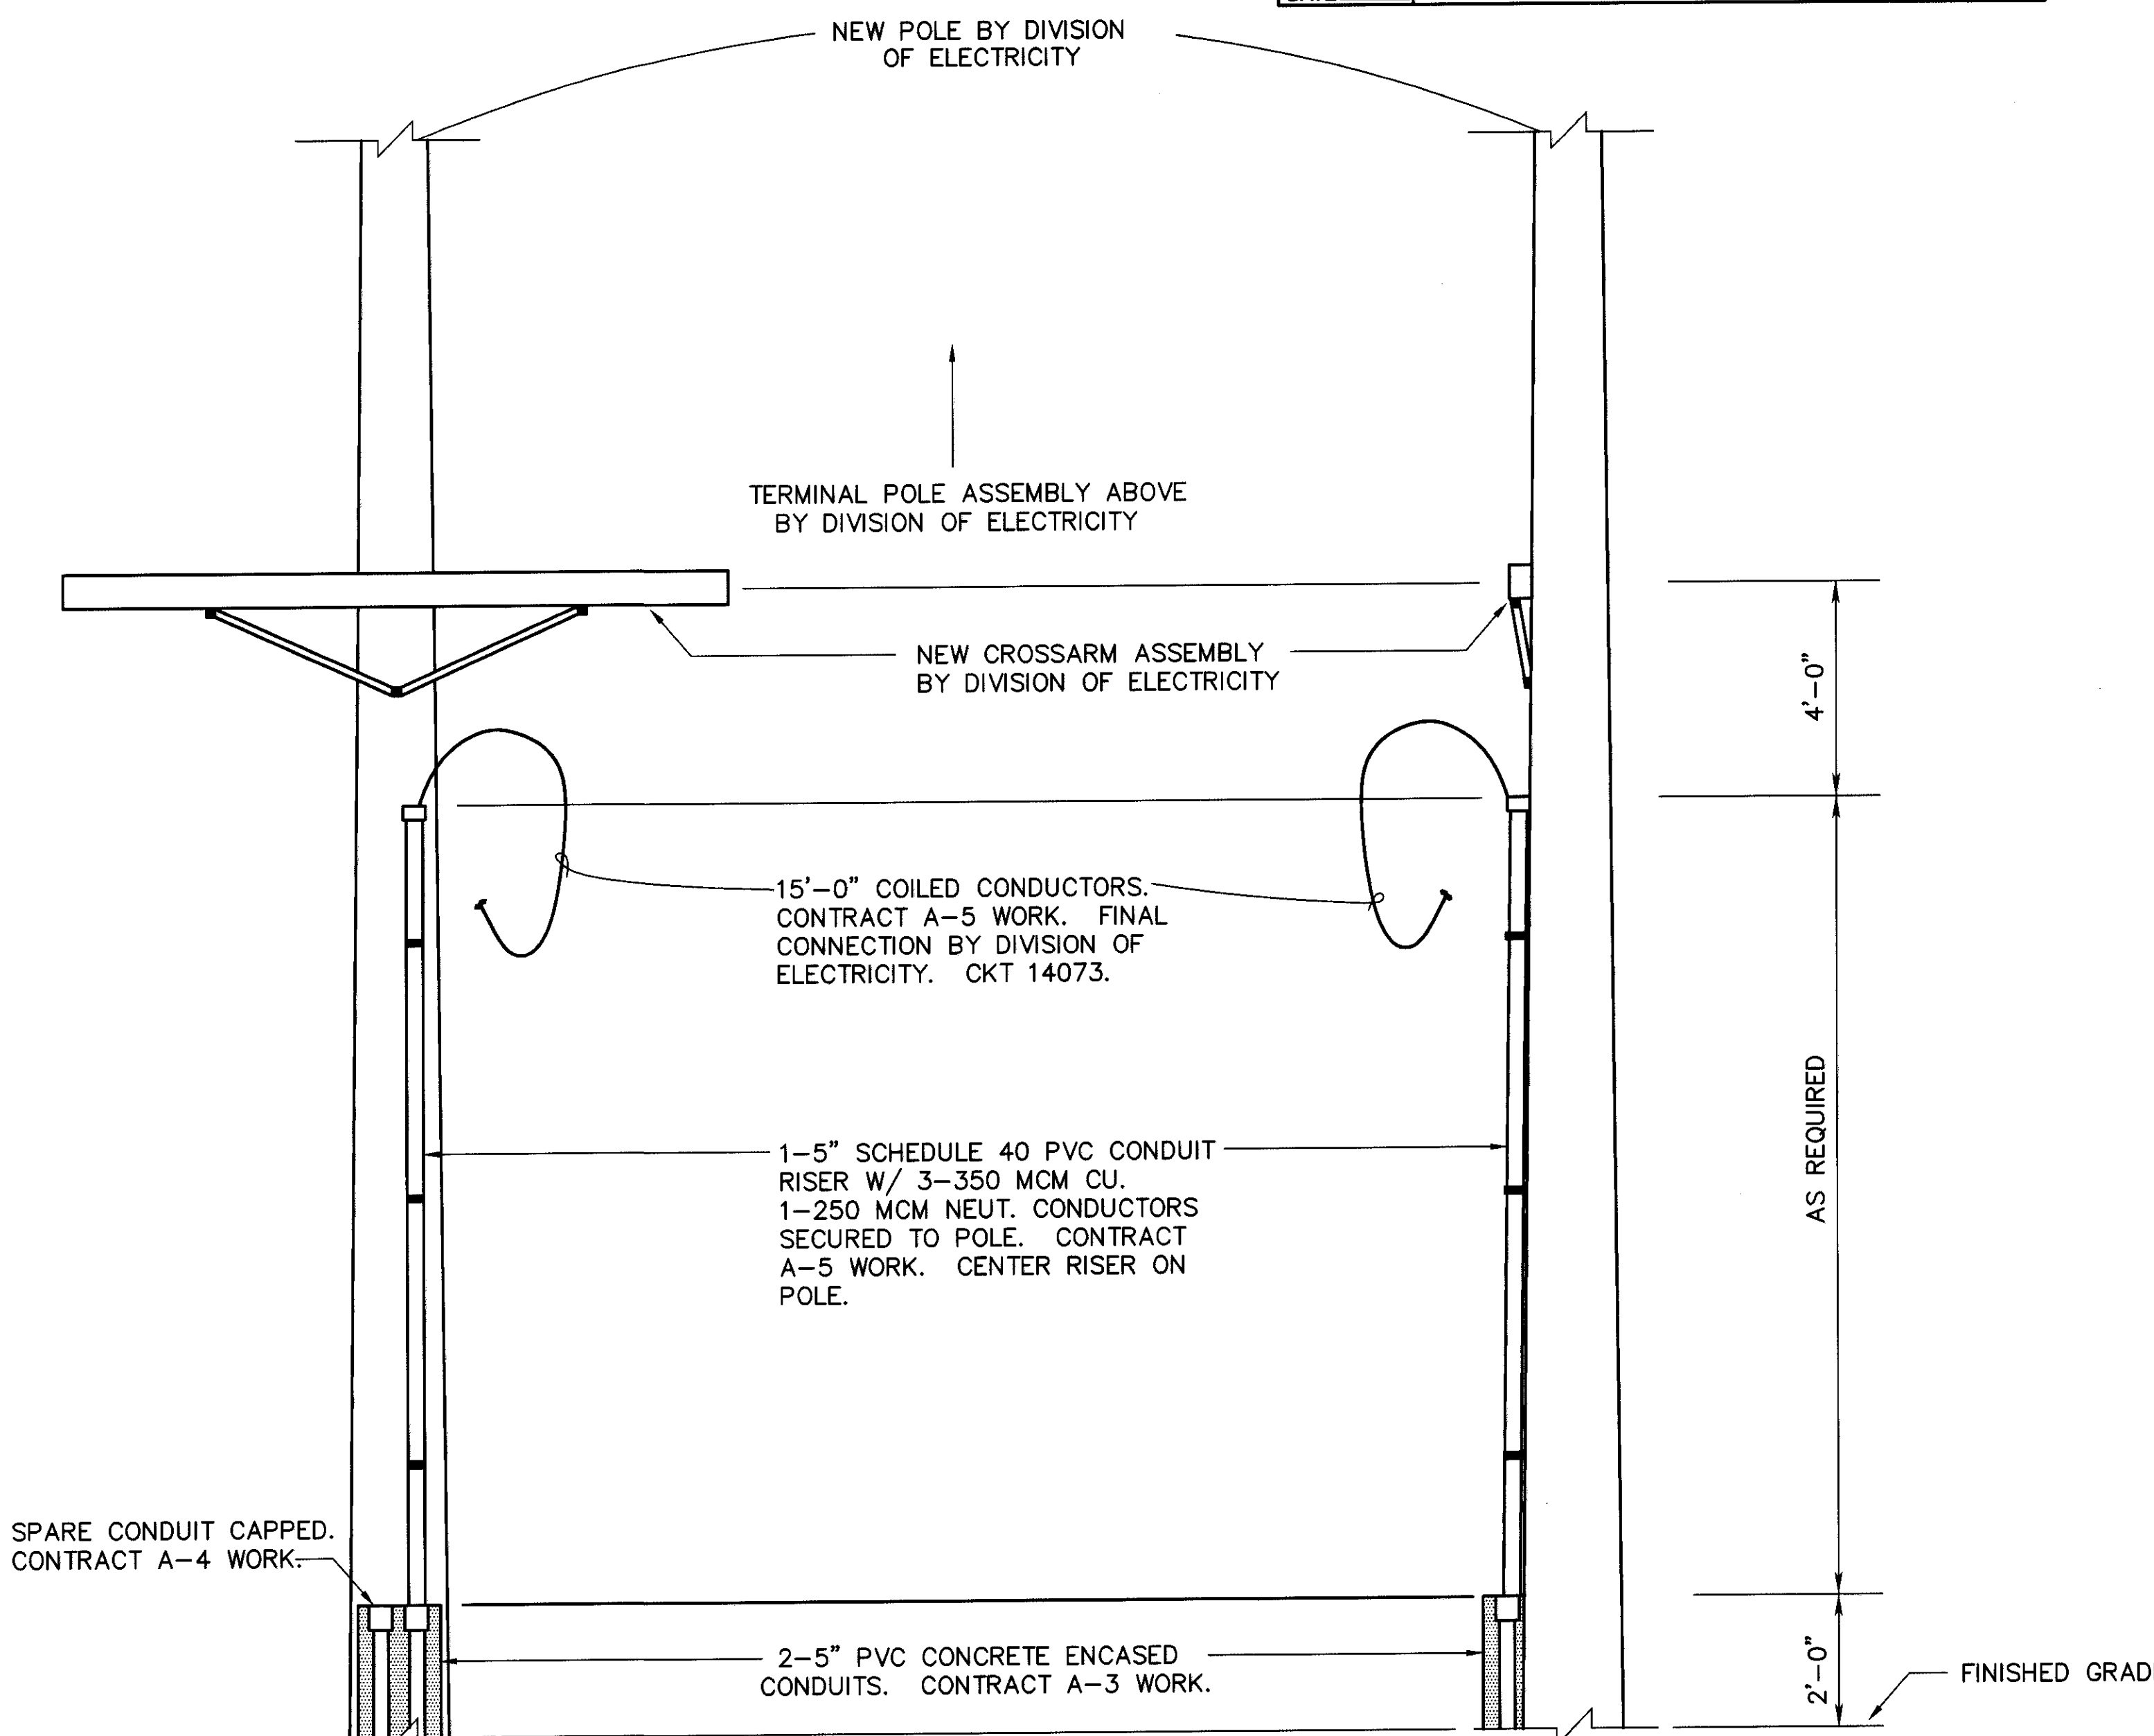 NEW POLE BY DIVISION
OF ELECTRICITY
TERMINAL POLE ASSEMBLY ABOVE
BY DIVISION OF ELECTRICITY
NEW CROSSARM ASSEMBLY
BY DIVISION OF ELECTRICITY
4'-0"
15'-0" COILED CONDUCTORS.
CONTRACT A-5 WORK. FINAL
CONNECTION BY DIVISION OF
ELECTRICITY. CKT 14073.
AS REQUIRED
1-5" SCHEDULE 40 PVC CONDUIT
RISER W/ 3-350 MCM CU.
1-250 MCM NEUT. CONDUCTORS
SECURED TO POLE. CONTRACT
A-5 WORK. CENTER RISER ON
POLE.
SPARE CONDUIT CAPPED.
CONTRACT A-4 WORK.
2-5" PVC CONCRETE ENCASED
CONDUITS. CONTRACT A-3 WORK.
2'-0"
FINISHED GRAD